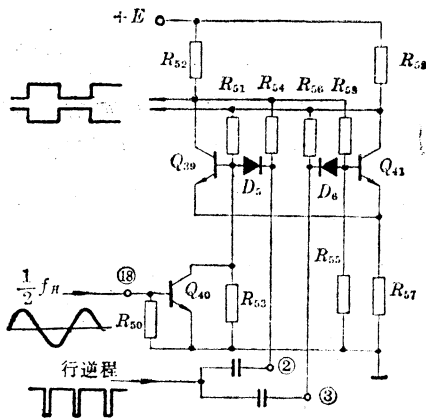 +E
R52
R51
R54
R56
R58
R59
Q39
D5
D6
Q41
½ fH
⑱
Q40
R50
R53
R55
R57
行逆程
②
③